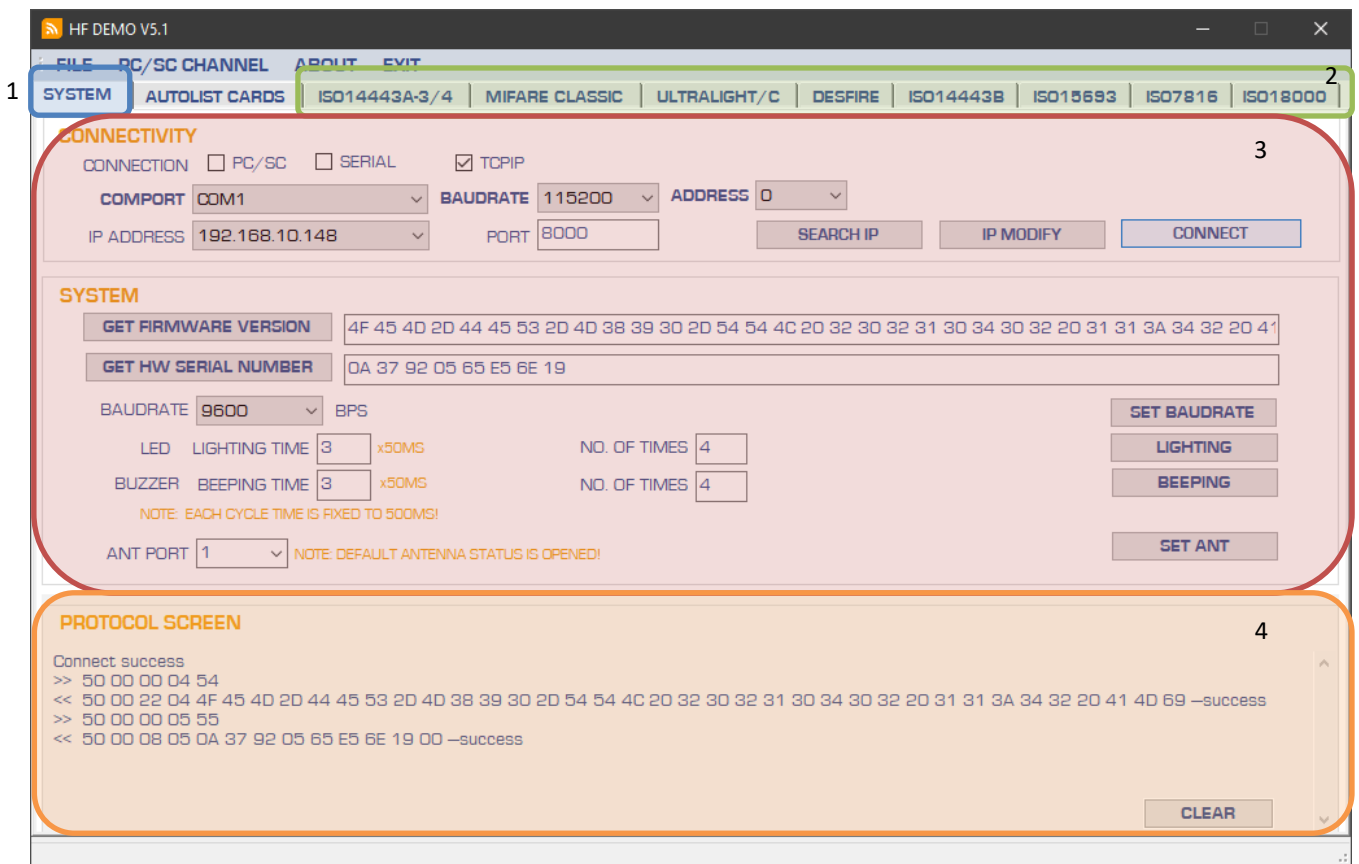 HF DEMO V5.1
FILE PC/SC CHANNEL ABOUT EXIT
1 2
SYSTEM AUTOLIST CARDS ISO14443A-3/4 MIFARE CLASSIC ULTRALIGHT/C DESFIRE ISO14443B ISO15693 ISO7816 ISO18000
CONNECTIVITY
3
CONNECTION PC/SC SERIAL TCPIP
COMPORT COM1 BAUDRATE 115200 ADDRESS 0
IP ADDRESS 192.168.10.148 PORT 8000 SEARCH IP IP MODIFY CONNECT
SYSTEM
GET FIRMWARE VERSION 4F 45 4D 2D 44 45 53 2D 4D 38 39 30 2D 54 54 4C 20 32 30 32 31 30 34 30 32 20 31 31 3A 34 32 20 41
GET HW SERIAL NUMBER 0A 37 92 05 65 E5 6E 19
BAUDRATE 9600 BPS SET BAUDRATE
LED LIGHTING TIME 3 x50MS NO. OF TIMES 4 LIGHTING
BUZZER BEEPING TIME 3 x50MS NO. OF TIMES 4 BEEPING
NOTE: EACH CYCLE TIME IS FIXED TO 500MS!
ANT PORT 1 NOTE: DEFAULT ANTENNA STATUS IS OPENED! SET ANT
PROTOCOL SCREEN
4
Connect success
>> 50 00 00 04 54
<< 50 00 22 04 4F 45 4D 2D 44 45 53 2D 4D 38 39 30 2D 54 54 4C 20 32 30 32 31 30 34 30 32 20 31 31 3A 34 32 20 41 4D 69 –success
>> 50 00 00 05 55
<< 50 00 08 05 0A 37 92 05 65 E5 6E 19 00 –success
CLEAR